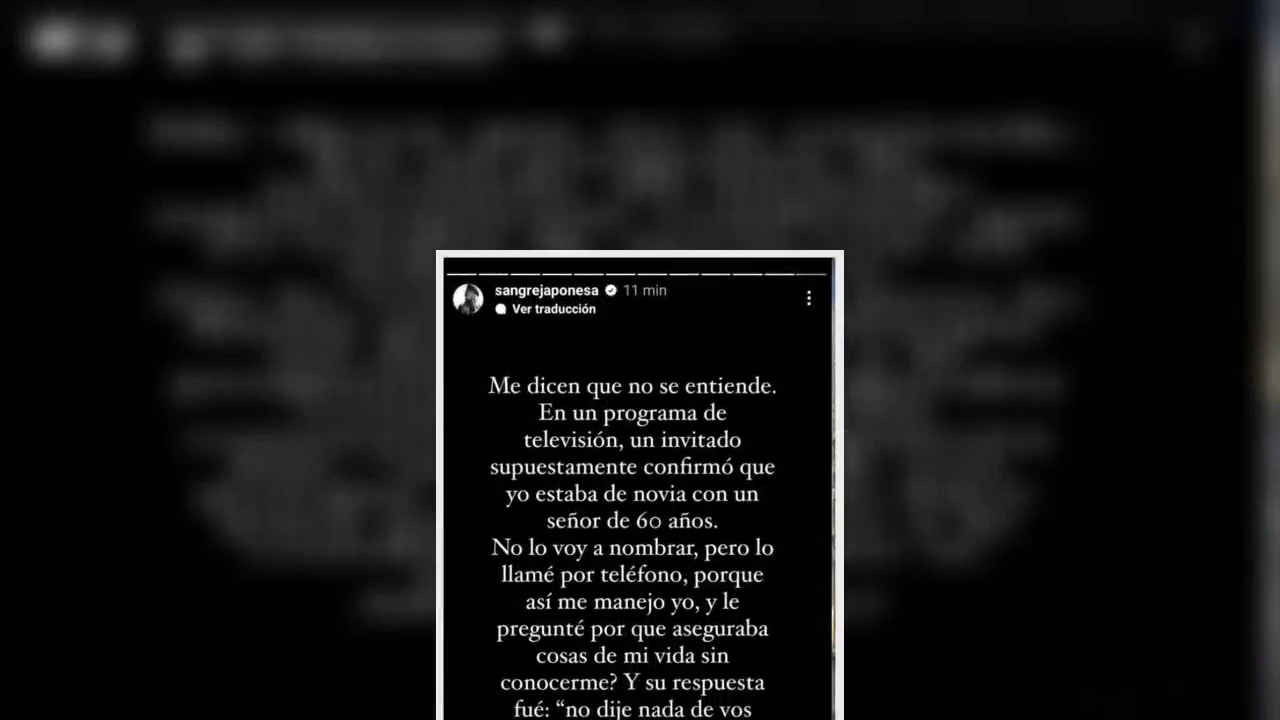 sangrejaponesa 11 min
Ver traducción
Me dicen que no se entiende.
En un programa de
televisión, un invitado
supuestamente confirmó que
yo estaba de novia con un
señor de 60 años.
No lo voy a nombrar, pero lo
llamé por teléfono, porque
así me manejo yo, y le
pregunté por que aseguraba
cosas de mi vida sin
conocerme? Y su respuesta
fué: “no dije nada de vos